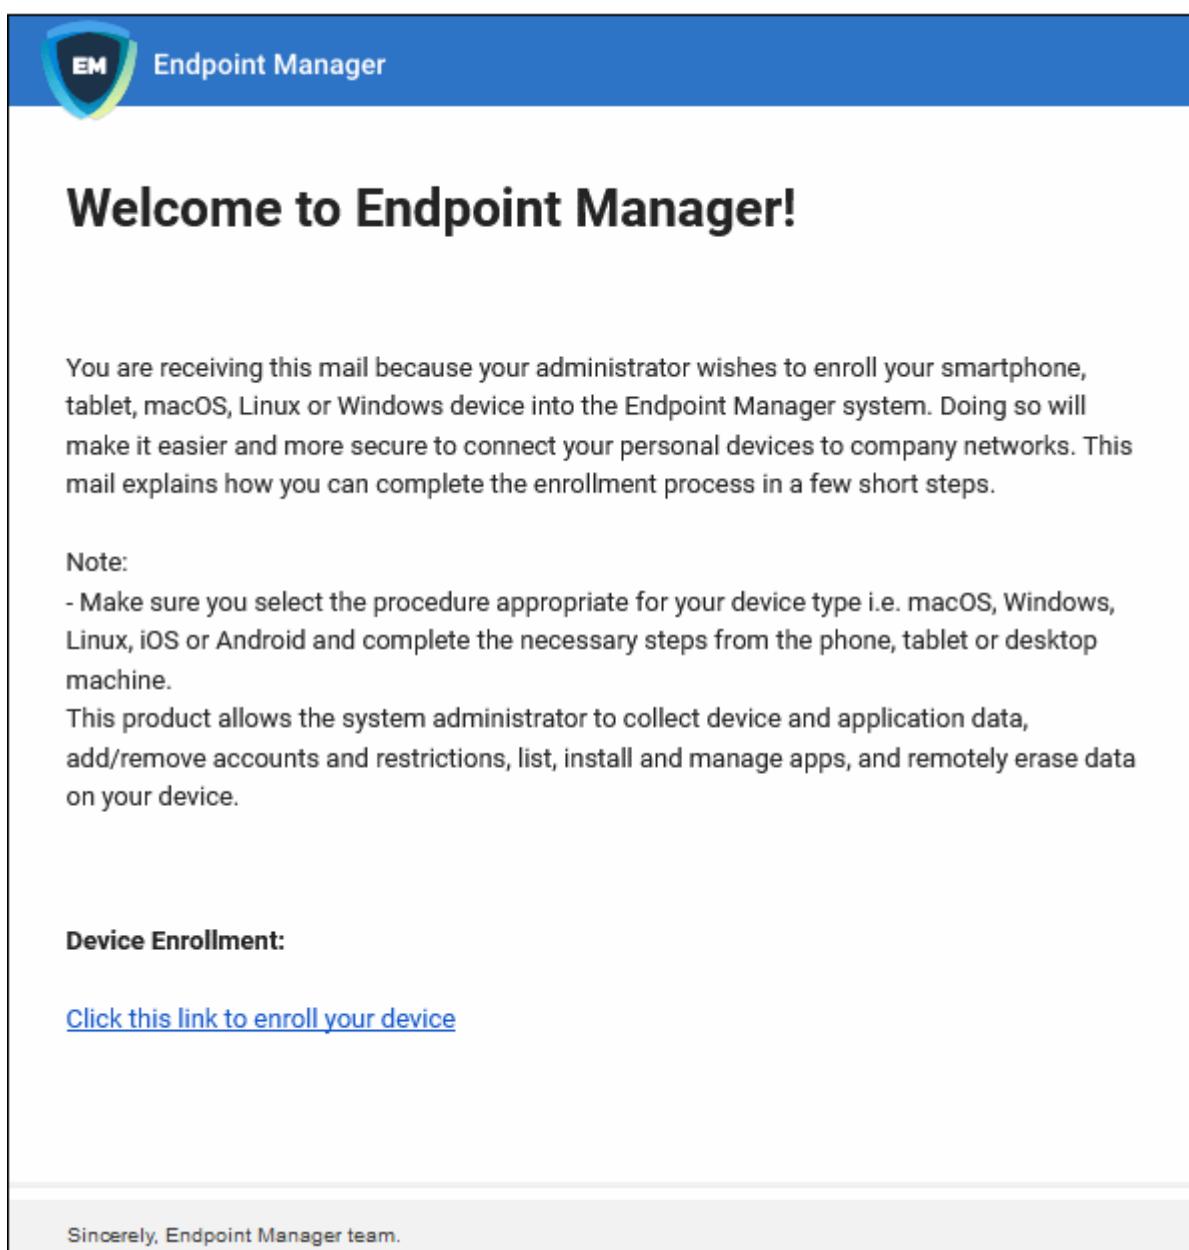 EM Endpoint Manager
Welcome to Endpoint Manager!
You are receiving this mail because your administrator wishes to enroll your smartphone,
tablet, macOS, Linux or Windows device into the Endpoint Manager system. Doing so will
make it easier and more secure to connect your personal devices to company networks. This
mail explains how you can complete the enrollment process in a few short steps.
Note:
- Make sure you select the procedure appropriate for your device type i.e. macOS, Windows,
Linux, iOS or Android and complete the necessary steps from the phone, tablet or desktop
machine.
This product allows the system administrator to collect device and application data,
add/remove accounts and restrictions, list, install and manage apps, and remotely erase data
on your device.
Device Enrollment:
Click this link to enroll your device
Sincerely, Endpoint Manager team.